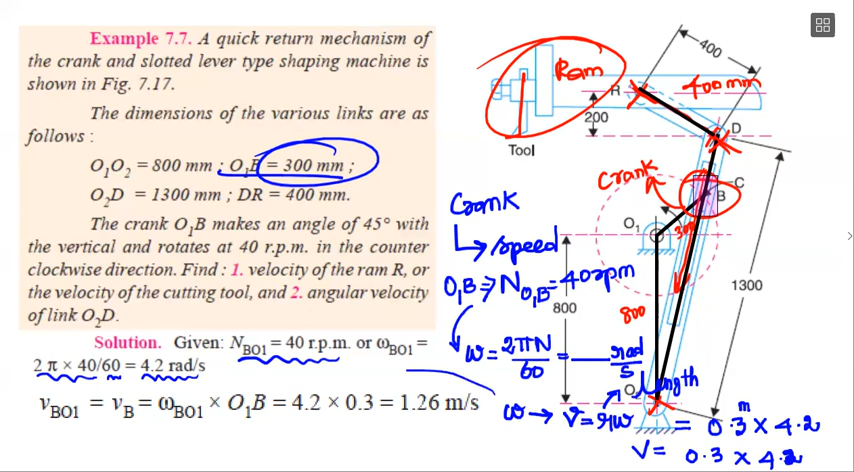 Example 7.7. A quick return mechanism of
the crank and slotted lever type shaping machine is
shown in Fig. 7.17.
The dimensions of the various links are as
follows :
O1O2 = 800 mm ; O1B = 300 mm ;
O2D = 1300 mm ; DR = 400 mm.
The crank O1B makes an angle of 45° with
the vertical and rotates at 40 r.p.m. in the counter
clockwise direction. Find : 1. velocity of the ram R, or
the velocity of the cutting tool, and 2. angular velocity
of link O2D.
Solution. Given: NBO1 = 40 r.p.m. or ωBO1 =
2 π × 40/60 = 4.2 rad/s
vBO1 = vB = ωBO1 × O1B = 4.2 × 0.3 = 1.26 m/s
Crank
↳ speed
O1B ⇒ NO1B = 40 rpm
ω = 2πN/60 = ___ rad/s
ω → V = rω = 0.3 m × 4.2
V = 0.3 × 4.2
length
Ram
400
400 mm
R
200
D
Tool
Crank
C
B
O1
300
800
800
1300
O2